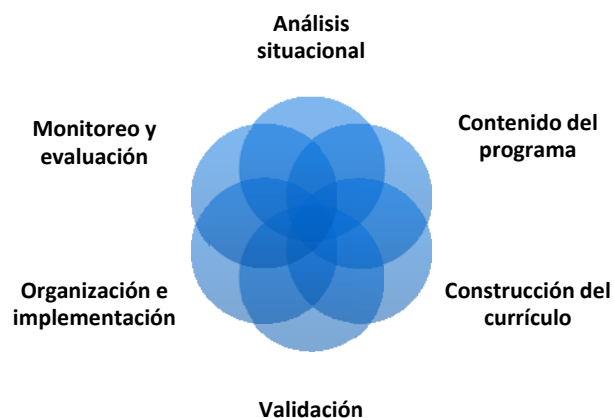 Análisis
situacional
Contenido del
programa
Construcción del
currículo
Validación
Organización e
implementación
Monitoreo y
evaluación